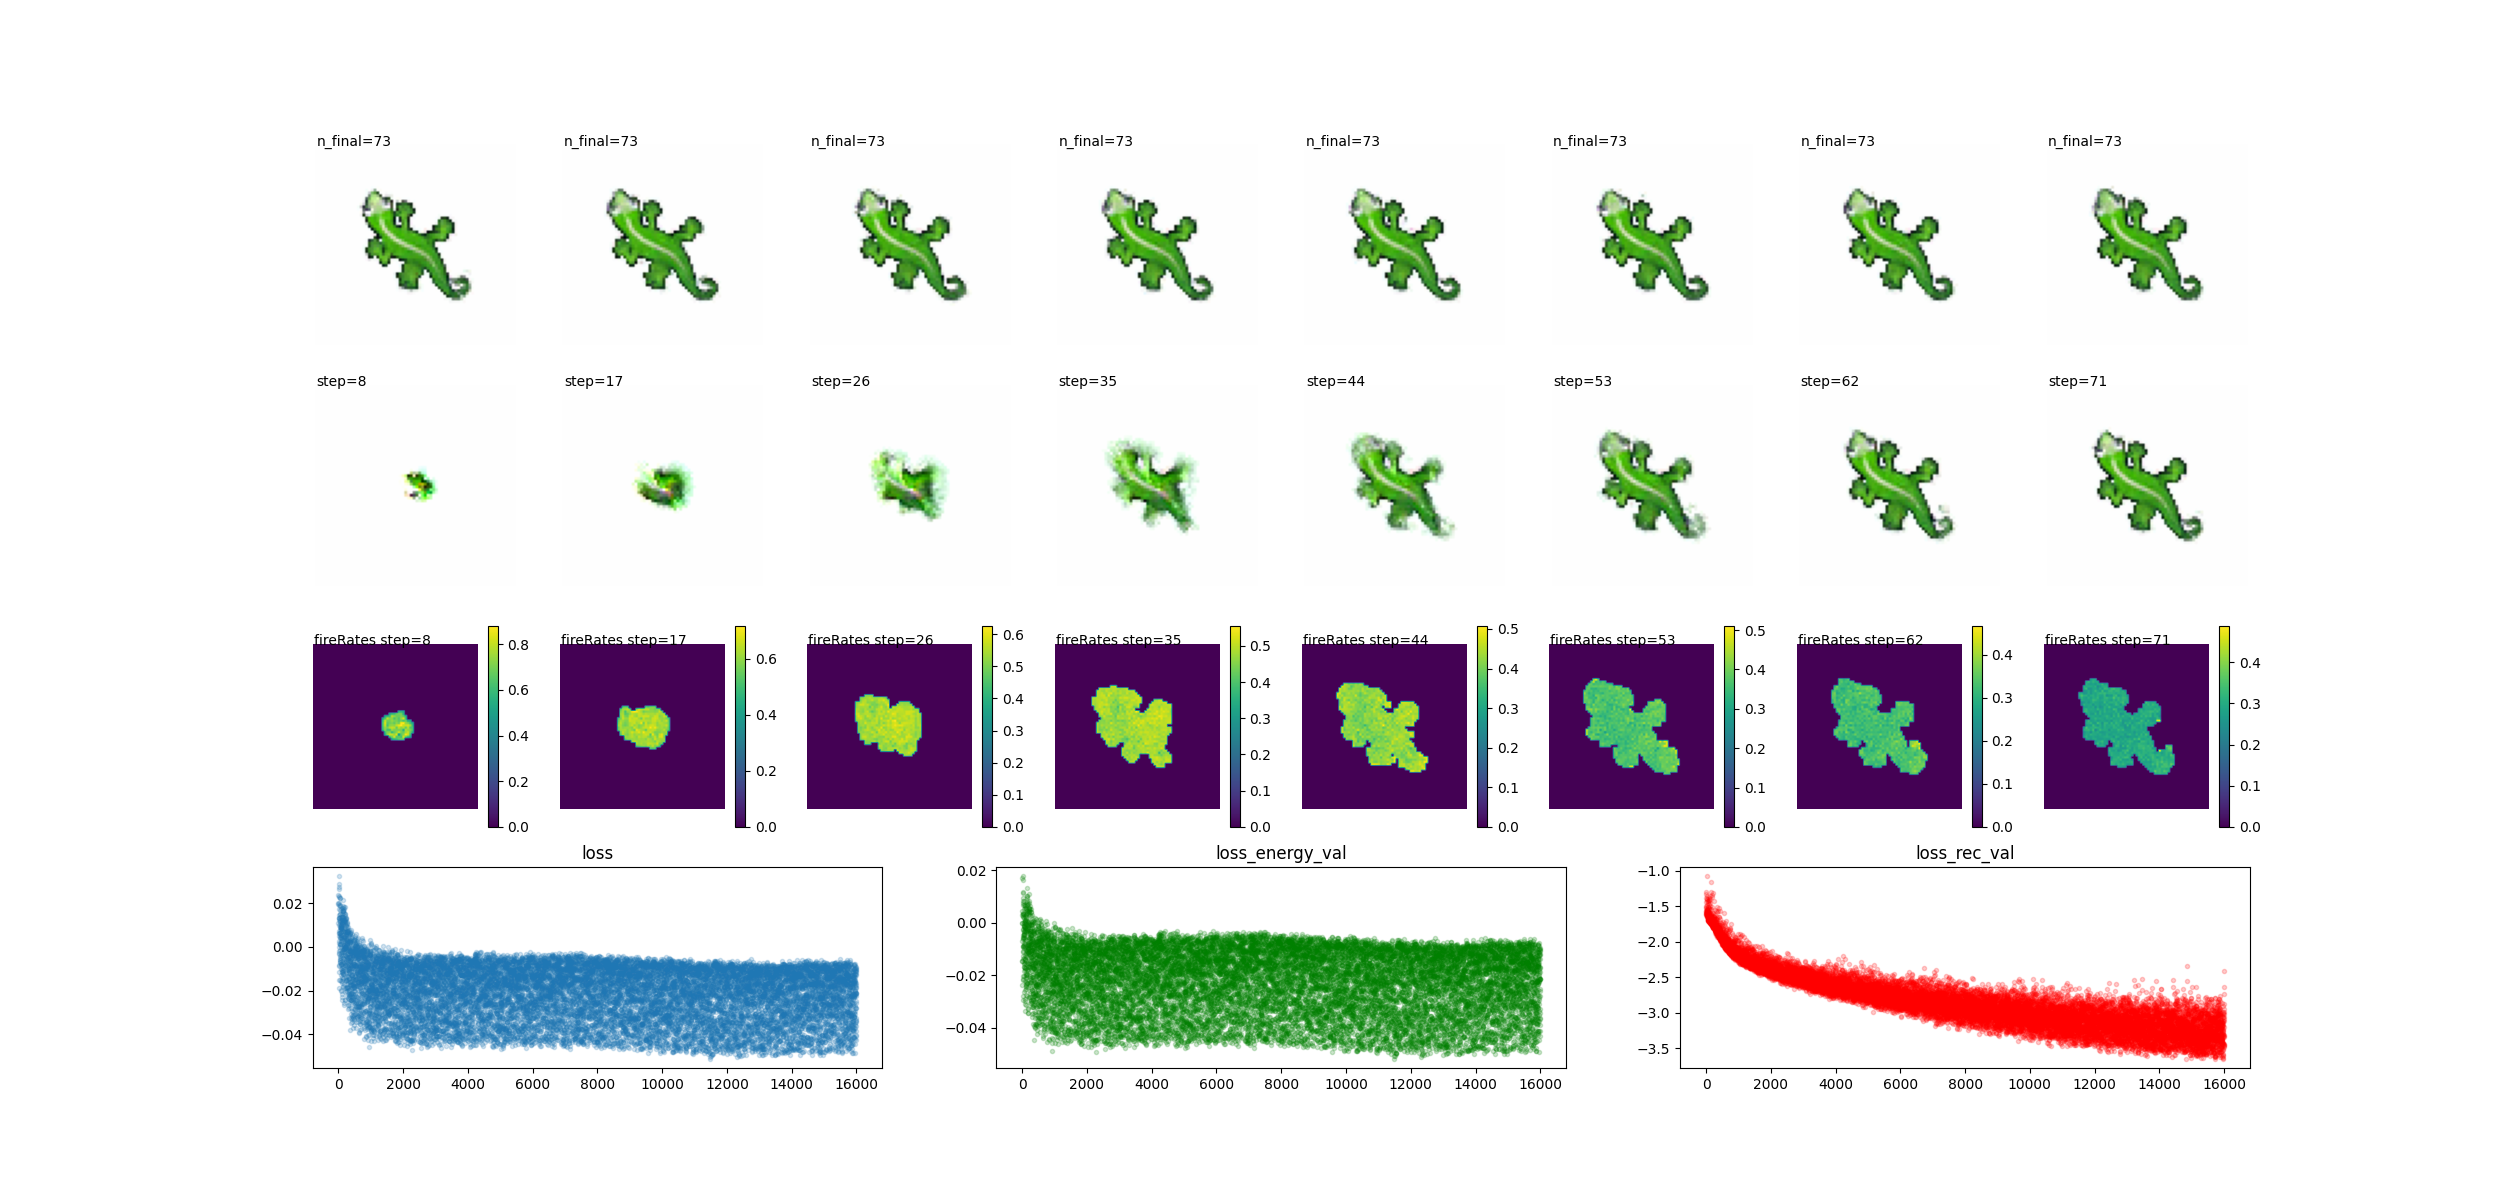 n_final=73 n_final=73 n_final=73 n_final=73 n_final=73 n_final=73 n_final=73 n_final=73
step=8 step=17 step=26 step=35 step=44 step=53 step=62 step=71
fireRates step=8 fireRates step=17 fireRates step=26 fireRates step=35 fireRates step=44 fireRates step=53 fireRates step=62 fireRates step=71
0.8 0.6 0.4 0.2 0.0
0.6 0.4 0.2 0.0
0.6 0.5 0.4 0.3 0.2 0.1 0.0
0.5 0.4 0.3 0.2 0.1 0.0
0.5 0.4 0.3 0.2 0.1 0.0
0.5 0.4 0.3 0.2 0.1 0.0
0.4 0.3 0.2 0.1 0.0
0.4 0.3 0.2 0.1 0.0
loss
0.02
0.00
−0.02
−0.04
0 2000 4000 6000 8000 10000 12000 14000 16000
loss_energy_val
0.02
0.00
−0.02
−0.04
0 2000 4000 6000 8000 10000 12000 14000 16000
loss_rec_val
−1.0
−1.5
−2.0
−2.5
−3.0
−3.5
0 2000 4000 6000 8000 10000 12000 14000 16000